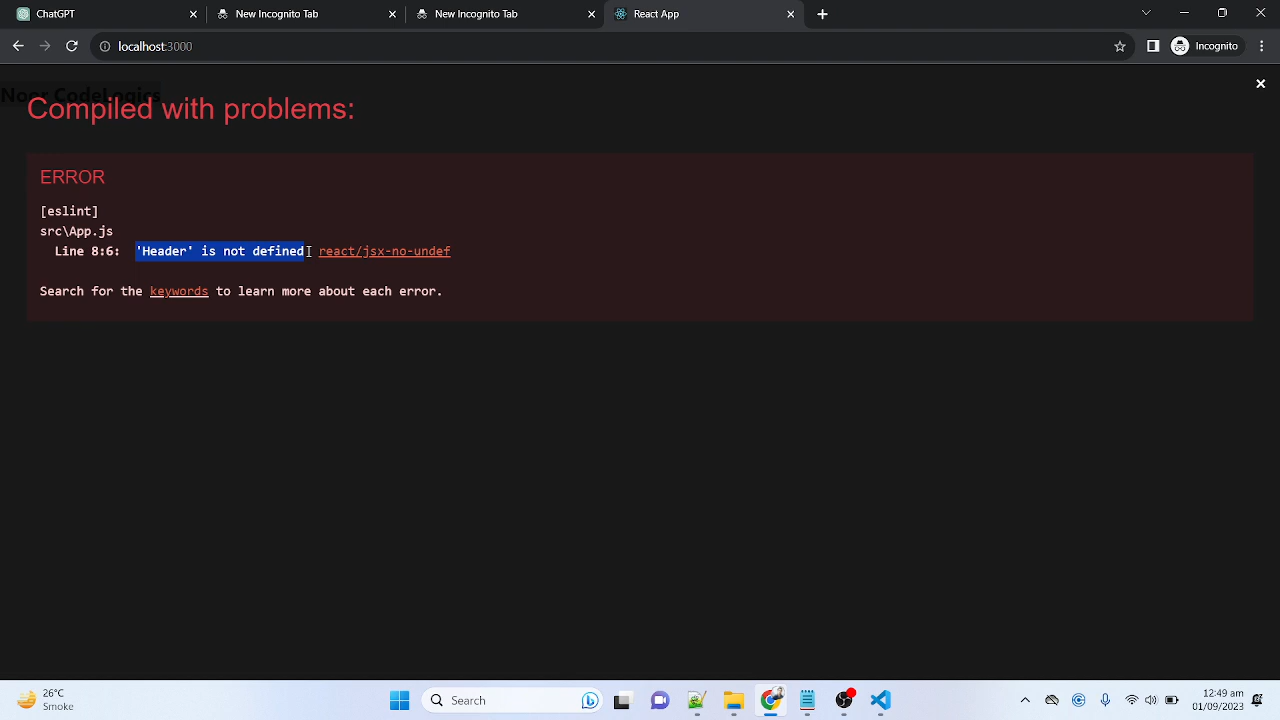 ChatGPT
New Incognito Tab
New Incognito Tab
React App
localhost:3000
Incognito
Noor CodeLogics
Compiled with problems:
ERROR
[eslint]
src\App.js
Line 8:6: 'Header' is not defined react/jsx-no-undef
Search for the keywords to learn more about each error.
26°C
Smoke
Search
12:49 am
01/09/2023